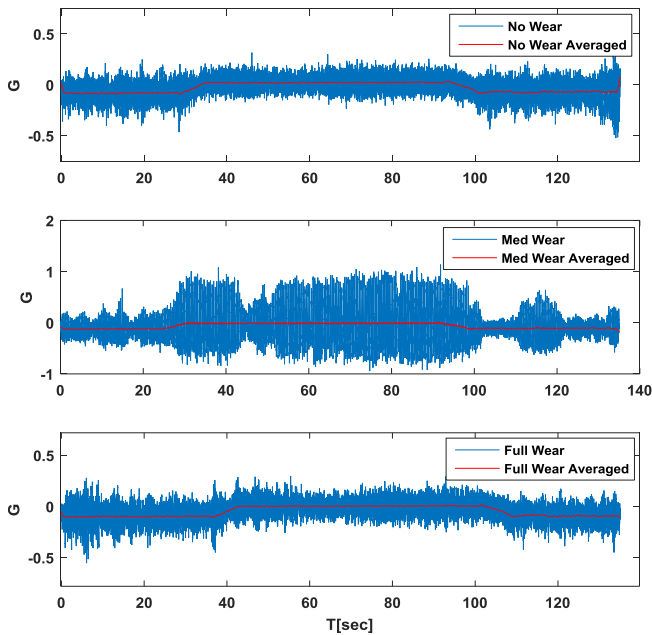 No Wear
No Wear Averaged
0.5
0
-0.5
G
0 20 40 60 80 100 120
Med Wear
Med Wear Averaged
2
1
0
-1
G
0 20 40 60 80 100 120 140
Full Wear
Full Wear Averaged
0.5
0
-0.5
G
0 20 40 60 80 100 120
T[sec]